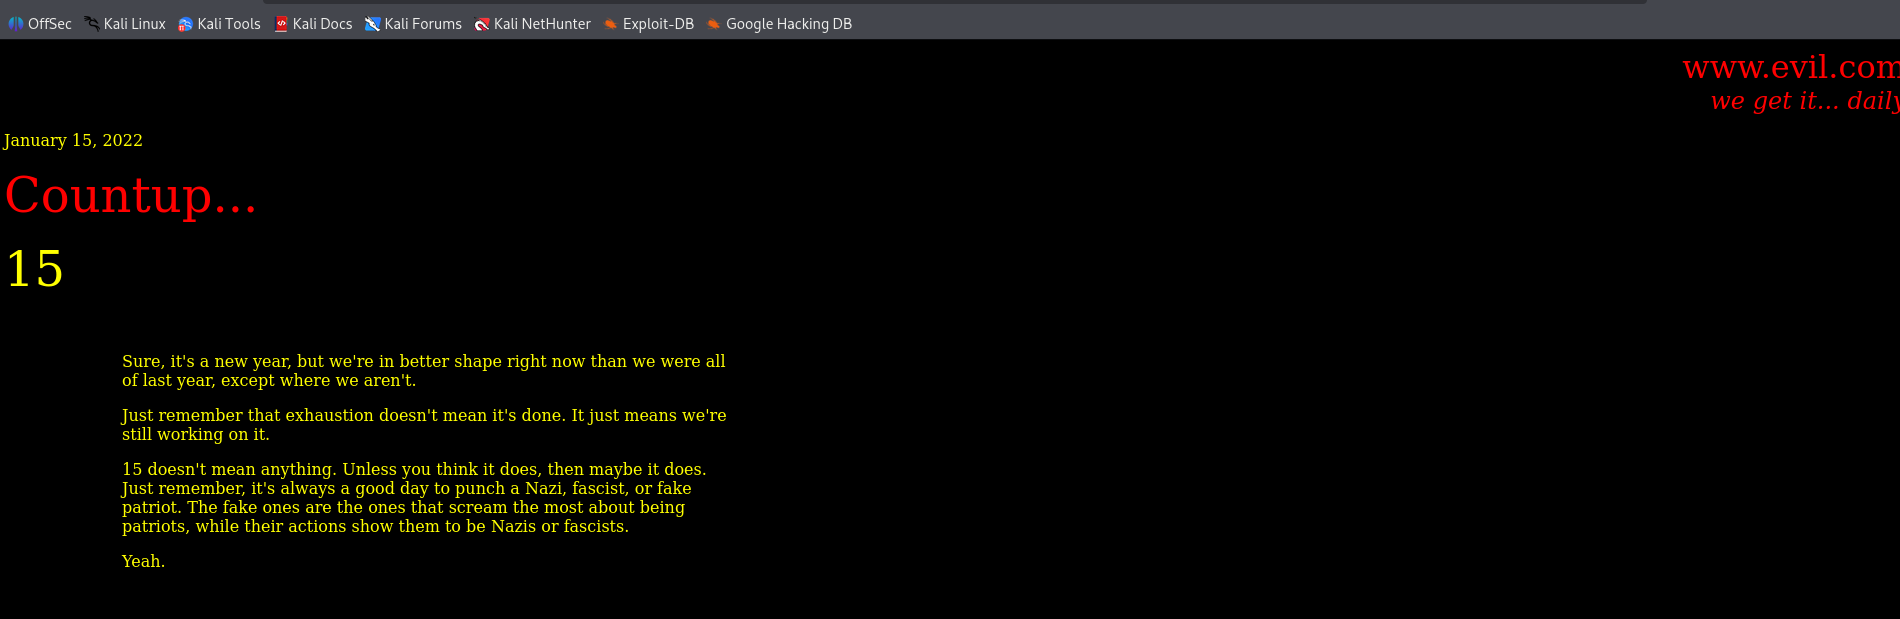 OffSec Kali Linux Kali Tools Kali Docs Kali Forums Kali NetHunter Exploit-DB Google Hacking DB
www.evil.com
we get it... daily
January 15, 2022
Countup...
15
Sure, it's a new year, but we're in better shape right now than we were all
of last year, except where we aren't.
Just remember that exhaustion doesn't mean it's done. It just means we're
still working on it.
15 doesn't mean anything. Unless you think it does, then maybe it does.
Just remember, it's always a good day to punch a Nazi, fascist, or fake
patriot. The fake ones are the ones that scream the most about being
patriots, while their actions show them to be Nazis or fascists.
Yeah.